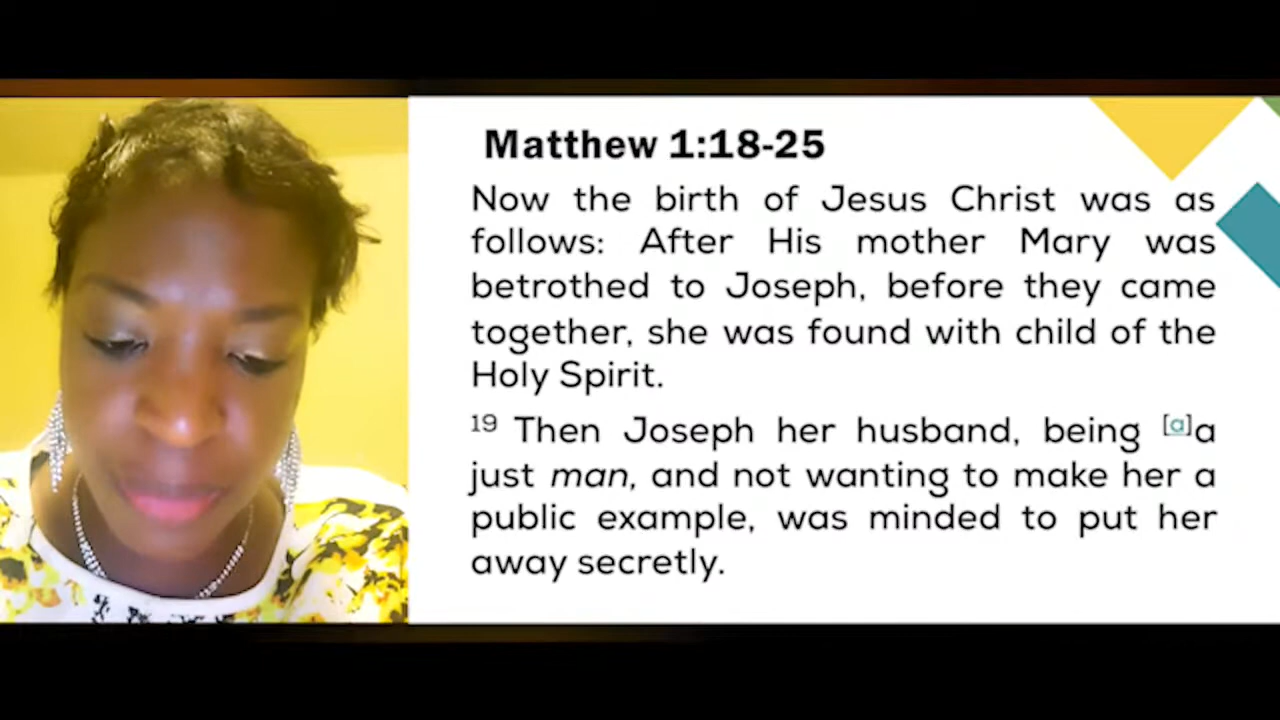 Matthew 1:18-25
Now the birth of Jesus Christ was as
follows: After His mother Mary was
betrothed to Joseph, before they came
together, she was found with child of the
Holy Spirit.
19 Then Joseph her husband, being [a]a
just man, and not wanting to make her a
public example, was minded to put her
away secretly.